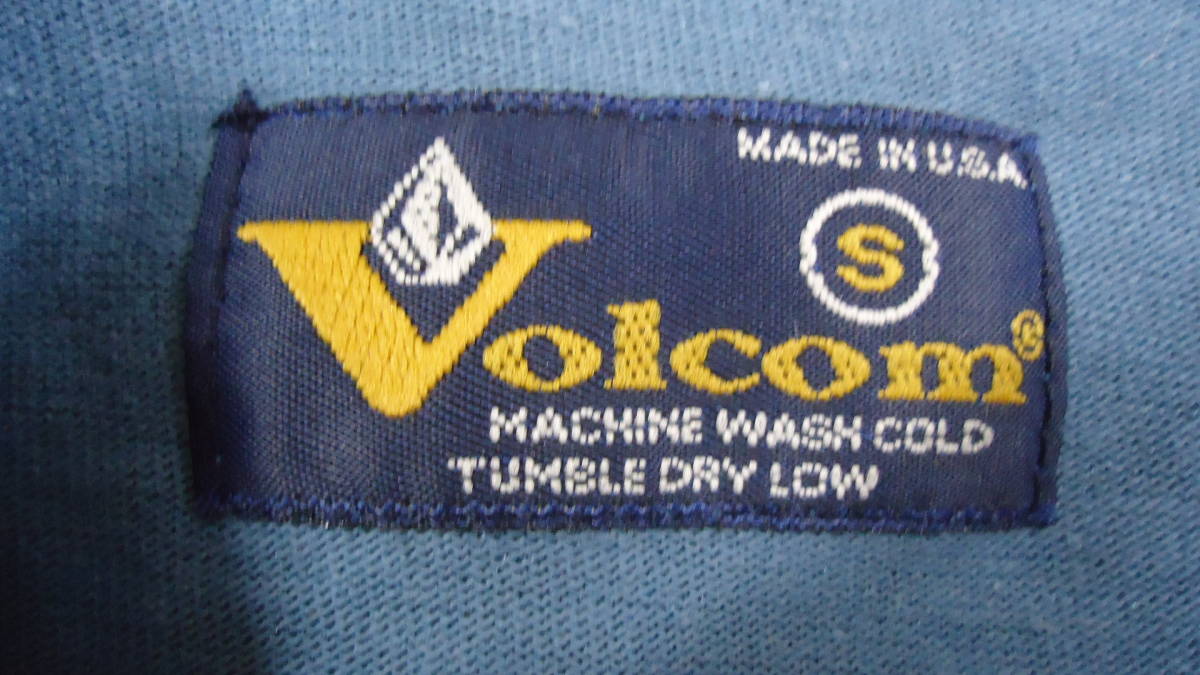 MADE IN U.S.A.
S
Volcom®
MACHINE WASH COLD
TUMBLE DRY LOW